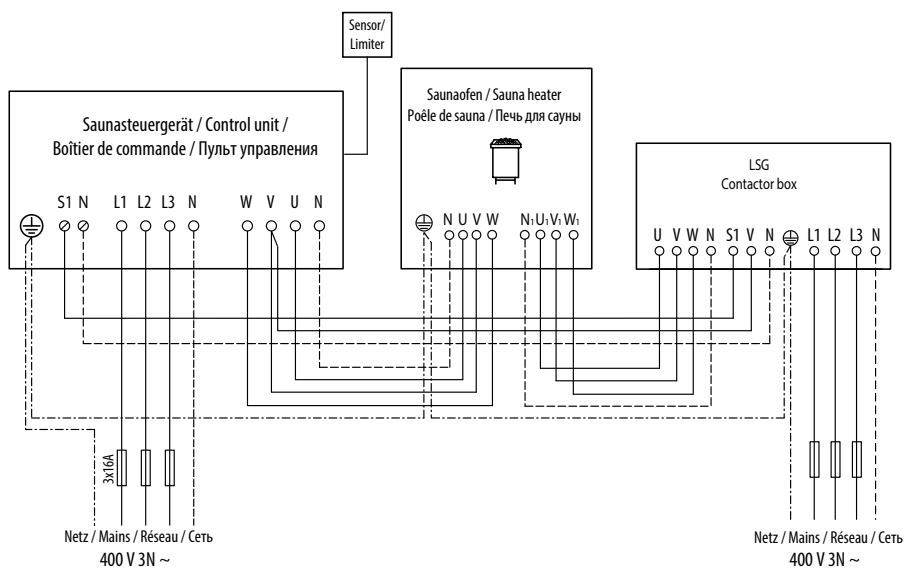 Sensor/
Limiter
Saunasteuergerät / Control unit /
Boîtier de commande / Пульт управления
S1 N L1 L2 L3 N W V U N
Saunaofen / Sauna heater
Poêle de sauna / Печь для сауны
N U V W N1 U1 V1 W1
LSG
Contactor box
U V W N S1 V N L1 L2 L3 N
3x16A
Netz / Mains / Réseau / Сеть
400 V 3N ~
Netz / Mains / Réseau / Сеть
400 V 3N ~